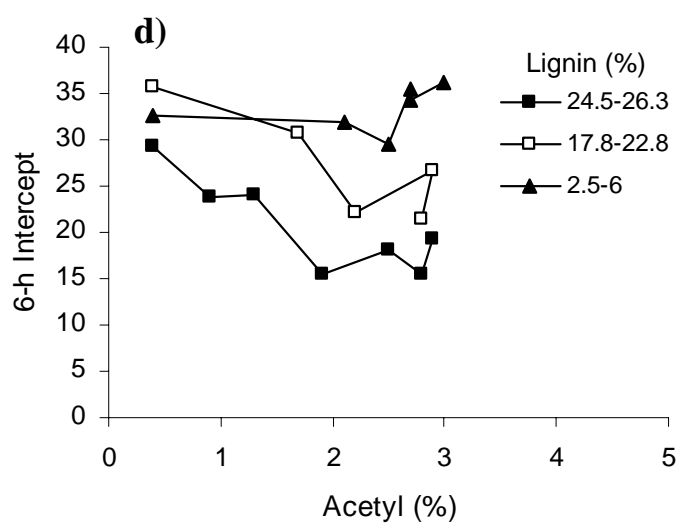 d)
40
35
30
25
20
15
10
5
0
6-h Intercept
0 1 2 3 4 5
Acetyl (%)
Lignin (%)
24.5-26.3
17.8-22.8
2.5-6